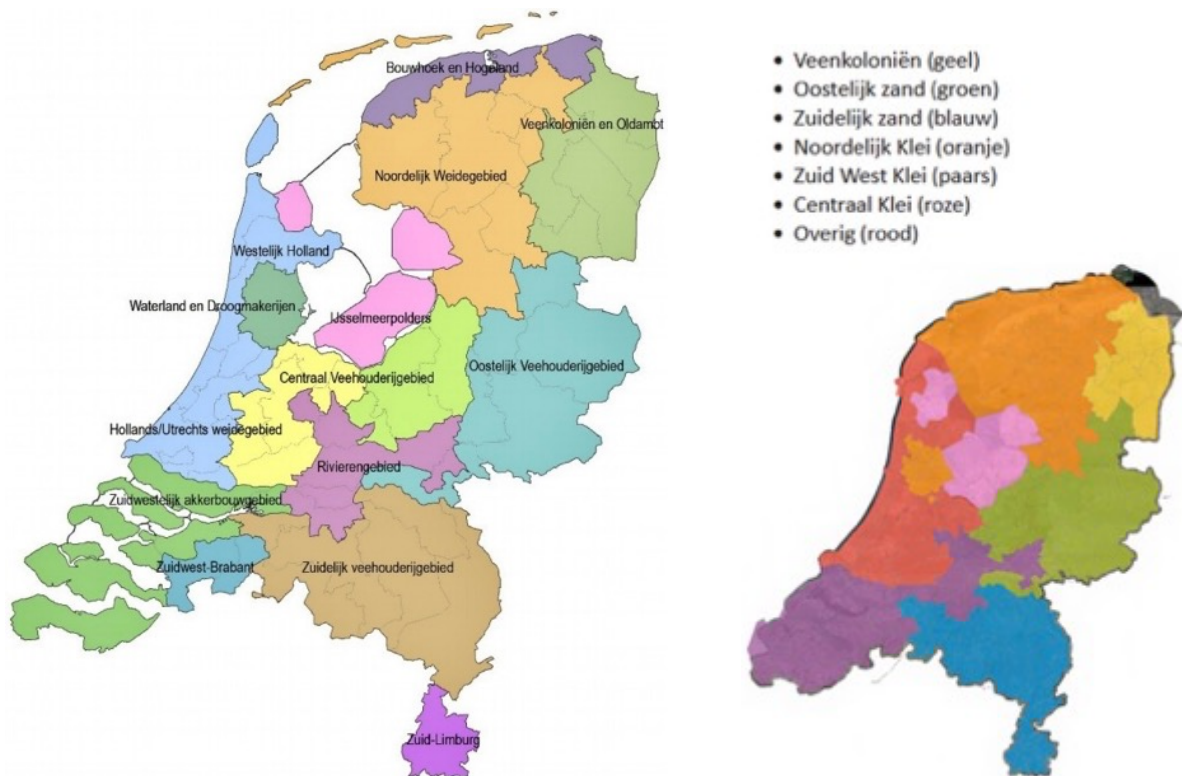 Bouwhoek en Hogeland
Veenkoloniën en Oldambt
Noordelijk Weidegebied
Westelijk Holland
Waterland en Droogmakerijen
IJsselmeerpolders
Oostelijk Veehouderijgebied
Centraal Veehouderijgebied
Hollands/Utrechts weidegebied
Rivierengebied
Zuidwestelijk akkerbouwgebied
Zuidwest-Brabant
Zuidelijk veehouderijgebied
Zuid-Limburg
• Veenkoloniën (geel)
• Oostelijk zand (groen)
• Zuidelijk zand (blauw)
• Noordelijk Klei (oranje)
• Zuid West Klei (paars)
• Centraal Klei (roze)
• Overig (rood)